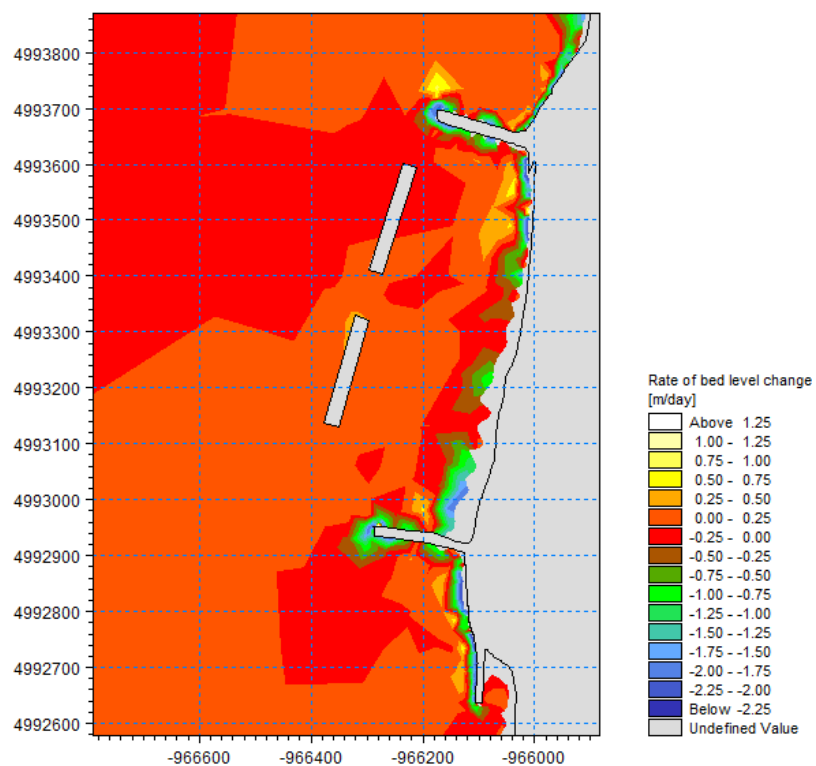 4993800
4993700
4993600
4993500
4993400
4993300
4993200
4993100
4993000
4992900
4992800
4992700
4992600
-966600 -966400 -966200 -966000
Rate of bed level change
[m/day]
Above 1.25
1.00 - 1.25
0.75 - 1.00
0.50 - 0.75
0.25 - 0.50
0.00 - 0.25
-0.25 - 0.00
-0.50 - -0.25
-0.75 - -0.50
-1.00 - -0.75
-1.25 - -1.00
-1.50 - -1.25
-1.75 - -1.50
-2.00 - -1.75
-2.25 - -2.00
Below -2.25
Undefined Value